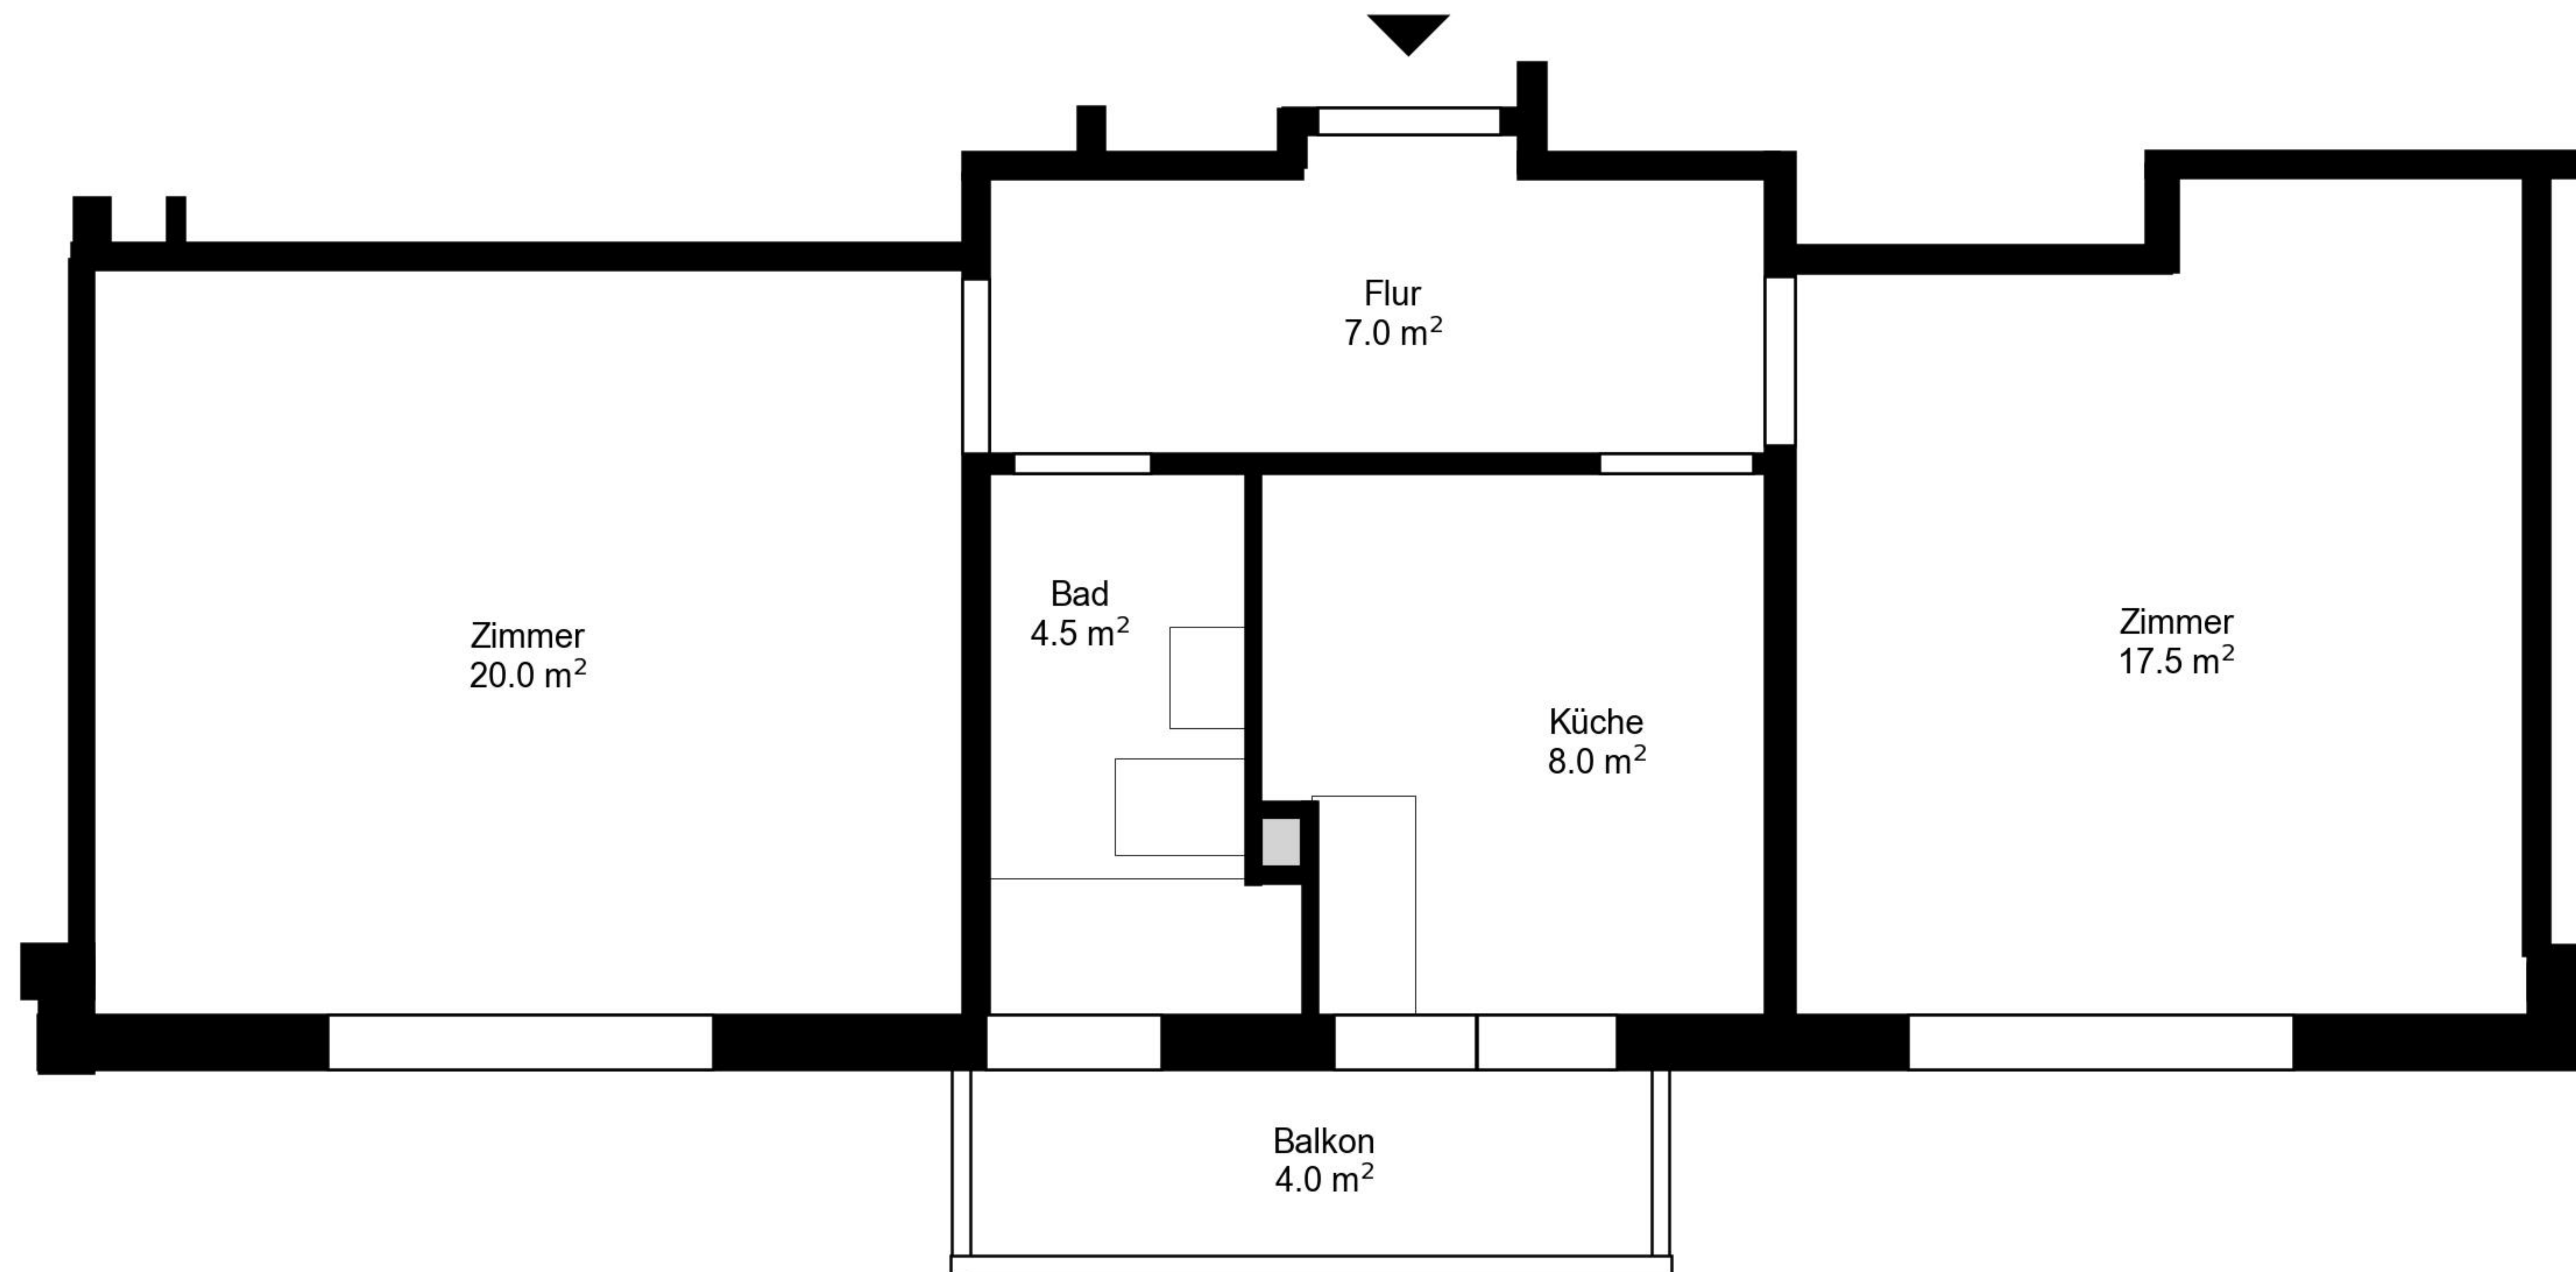 Flur
7.0 m²
Bad
4.5 m²
Zimmer
20.0 m²
Zimmer
17.5 m²
Küche
8.0 m²
Balkon
4.0 m²